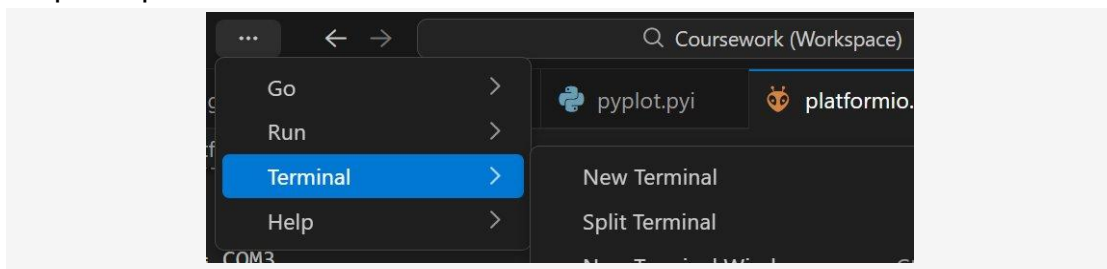 ... Coursework (Workspace)
Go
pyplot.pyi platformio.
Run
Terminal New Terminal
Help Split Terminal
COM3